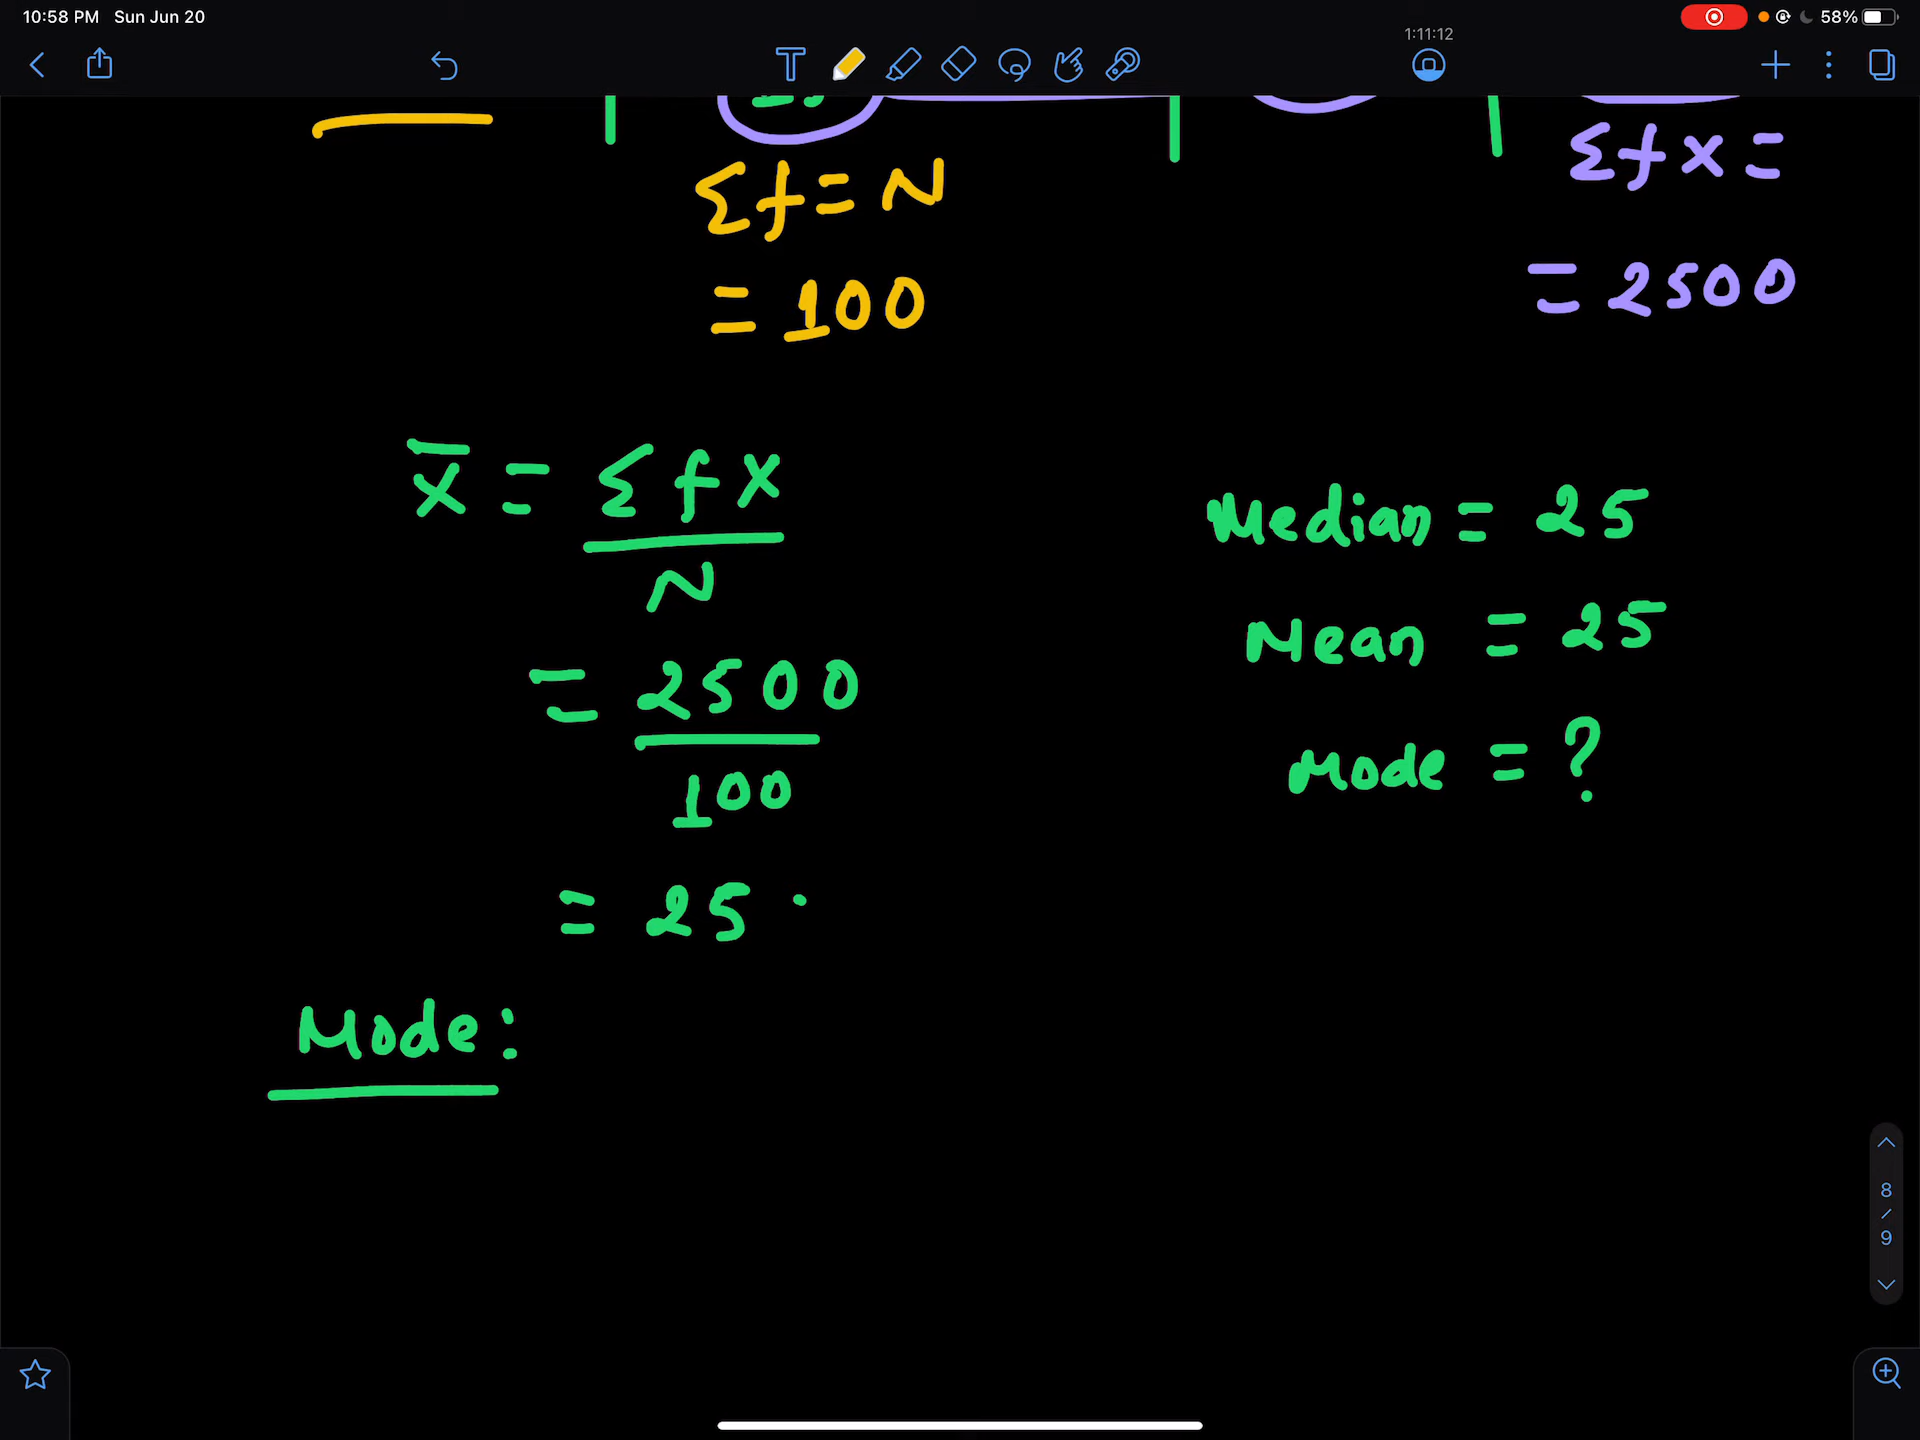 10:58 PM Sun Jun 20
58%
1:11:12
Σf = N
= 100
Σfx =
= 2500
x̄ = Σfx
N
= 2500
100
= 25 .
Median = 25
Mean = 25
Mode = ?
Mode:
8
/
9